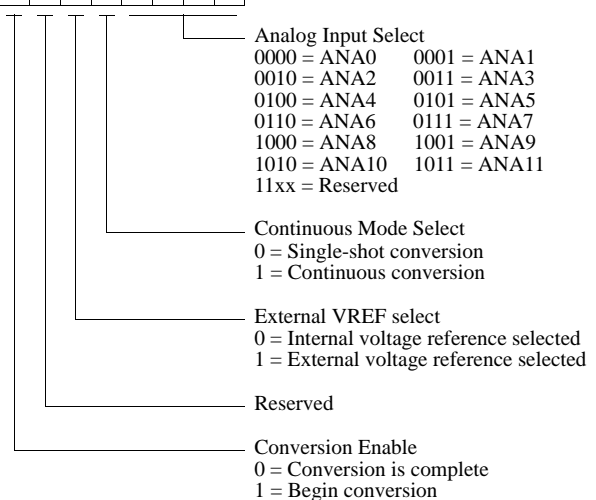 Analog Input Select
0000 = ANA0 0001 = ANA1
0010 = ANA2 0011 = ANA3
0100 = ANA4 0101 = ANA5
0110 = ANA6 0111 = ANA7
1000 = ANA8 1001 = ANA9
1010 = ANA10 1011 = ANA11
11xx = Reserved
Continuous Mode Select
0 = Single-shot conversion
1 = Continuous conversion
External VREF select
0 = Internal voltage reference selected
1 = External voltage reference selected
Reserved
Conversion Enable
0 = Conversion is complete
1 = Begin conversion